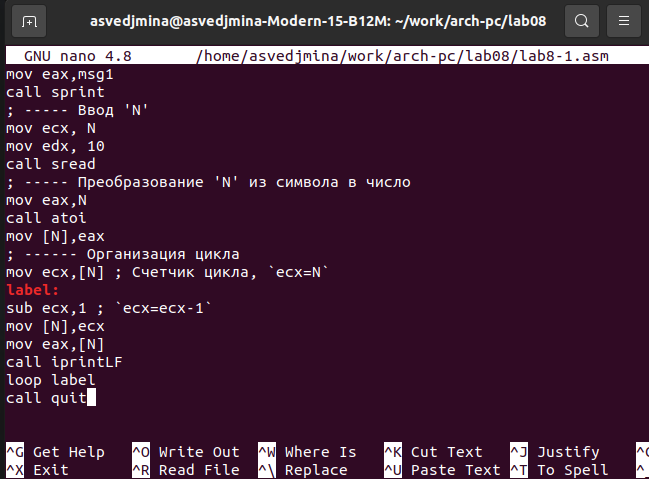 asvedjmina@asvedjmina-Modern-15-B12M: ~/work/arch-pc/lab08
GNU nano 4.8 /home/asvedjmina/work/arch-pc/lab08/lab8-1.asm
mov eax,msg1
call sprint
; ----- Ввод 'N'
mov ecx, N
mov edx, 10
call sread
; ----- Преобразование 'N' из символа в число
mov eax,N
call atoi
mov [N],eax
; ------ Организация цикла
mov ecx,[N] ; Счетчик цикла, `ecx=N`
label:
sub ecx,1 ; `ecx=ecx-1`
mov [N],ecx
mov eax,[N]
call iprintLF
loop label
call quit
^G Get Help ^O Write Out ^W Where Is ^K Cut Text ^J Justify
^X Exit ^R Read File ^\ Replace ^U Paste Text ^T To Spell